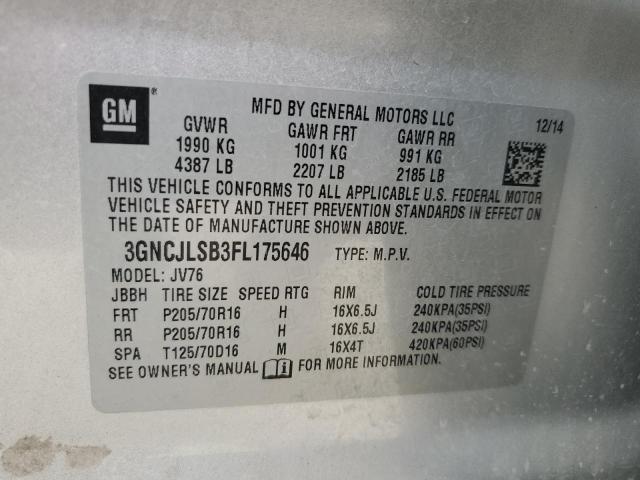 GM ®
MFD BY GENERAL MOTORS LLC
GVWR GAWR FRT GAWR RR 12/14
1990 KG 1001 KG 991 KG
4387 LB 2207 LB 2185 LB
THIS VEHICLE CONFORMS TO ALL APPLICABLE U.S. FEDERAL MOTOR
VEHICLE SAFETY AND THEFT PREVENTION STANDARDS IN EFFECT ON
THE DATE OF MANUFACTURE SHOWN ABOVE.
3GNCJLSB3FL175646 TYPE: M.P.V.
MODEL: JV76
JBBH TIRE SIZE SPEED RTG RIM COLD TIRE PRESSURE
FRT P205/70R16 H 16X6.5J 240KPA(35PSI)
RR P205/70R16 H 16X6.5J 240KPA(35PSI)
SPA T125/70D16 M 16X4T 420KPA(60PSI)
SEE OWNER'S MANUAL i FOR MORE INFORMATION.